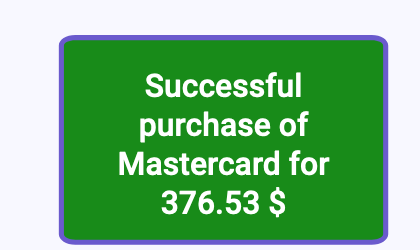 Successful
purchase of
Mastercard for
376.53 $